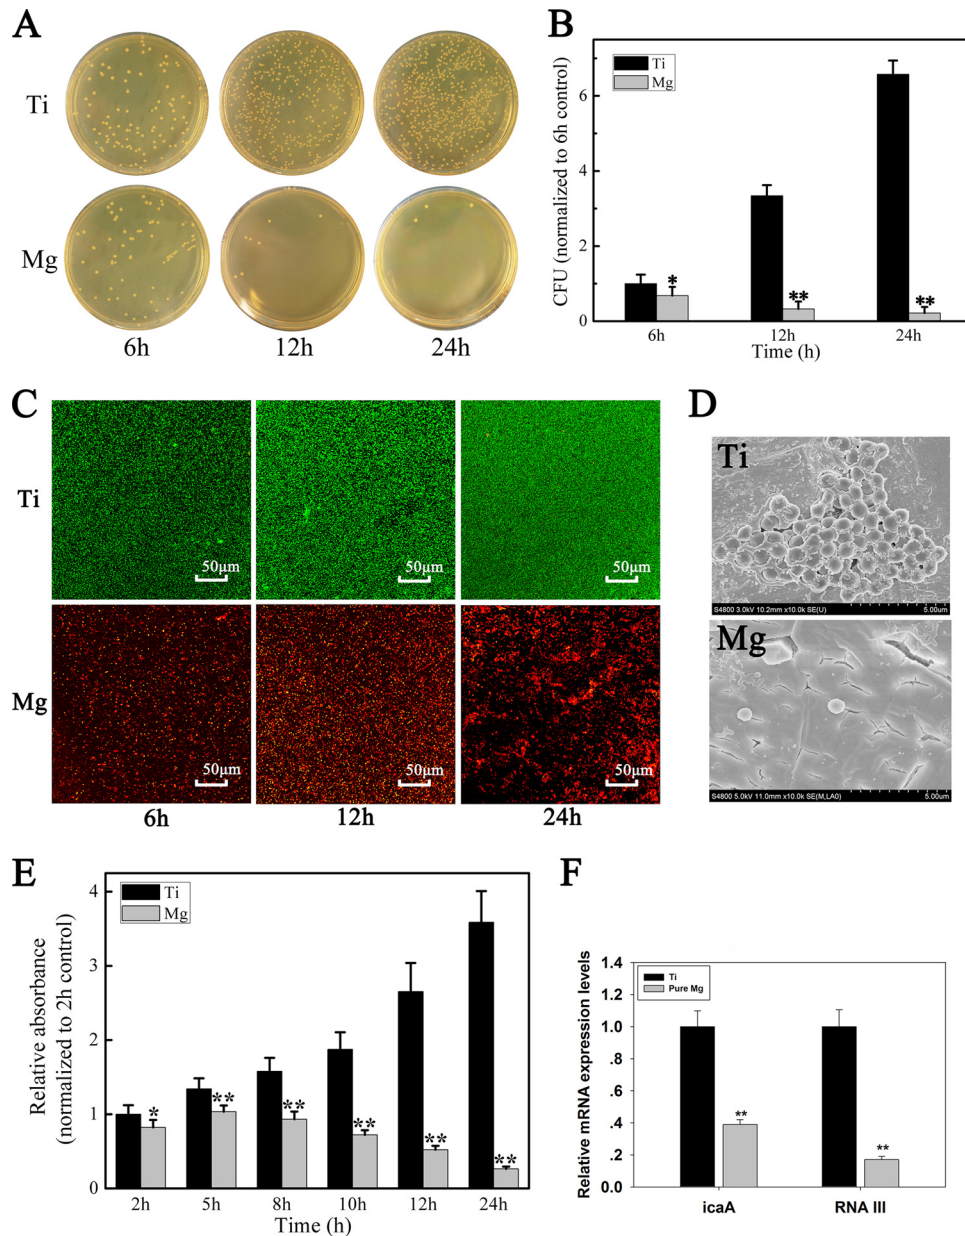 A
Ti
Mg
6h 12h 24h
B
CFU (normalized to 6h control)
6
4
2
0
Ti
Mg
*
**
**
6h 12h 24h
Time (h)
C
Ti
50μm 50μm 50μm
Mg
50μm 50μm 50μm
6h 12h 24h
D
Ti
S4800 3.0kV 10.2mm x10.0k SE(U) 5.00um
Mg
S4800 5.0kV 11.0mm x10.0k SE(M,LA0) 5.00um
E
Relative absorbance
(normalized to 2h control)
4
3
2
1
0
Ti
Mg
*
**
**
**
**
**
2h 5h 8h 10h 12h 24h
Time (h)
F
Relative mRNA expression levels
1.4
1.2
1.0
.8
.6
.4
.2
0.0
Ti
Pure Mg
**
**
icaA RNA III